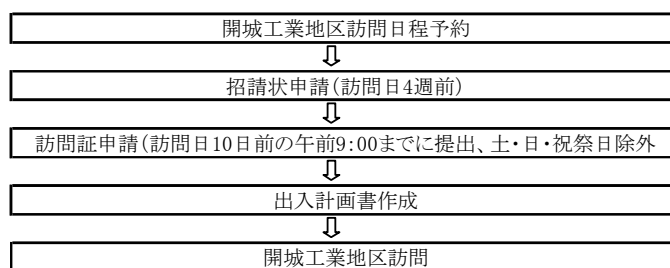 開城工業地区訪問日程予約
招請状申請(訪問日4週前)
訪問証申請(訪問日10日前の午前9:00までに提出、土・日・祝祭日除外
出入計画書作成
開城工業地区訪問